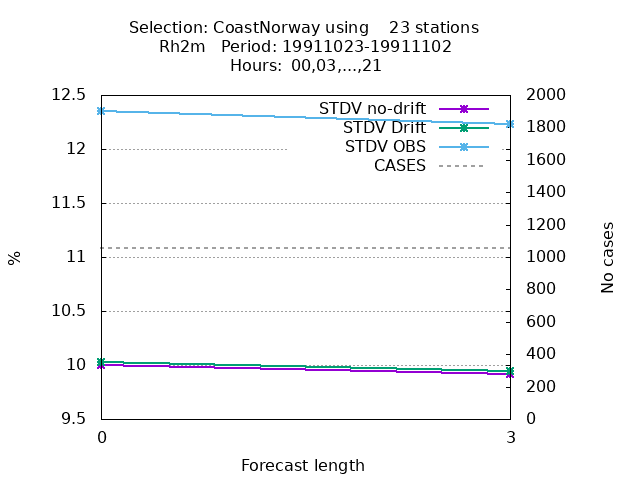 Selection: CoastNorway using    23 stations
Rh2m   Period: 19911023-19911102
Hours:  00,03,...,21
STDV no-drift
STDV Drift
STDV OBS
CASES
12.5
12
11.5
11
10.5
10
9.5
%
2000
1800
1600
1400
1200
1000
800
600
400
200
0
No cases
0
3
Forecast length